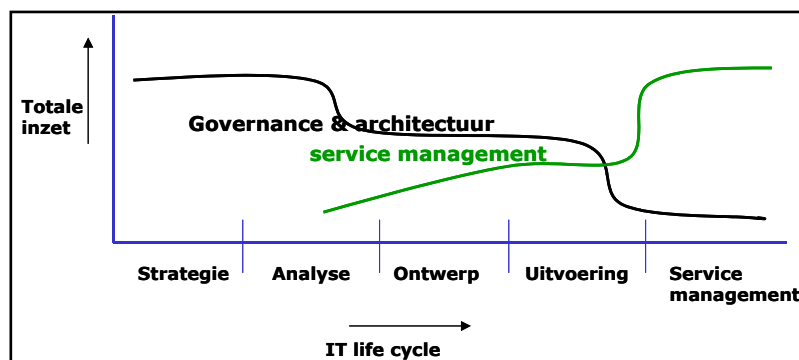 Totale
inzet
Governance & architectuur
service management
Strategie
Analyse
Ontwerp
Uitvoering
Service
management
IT life cycle